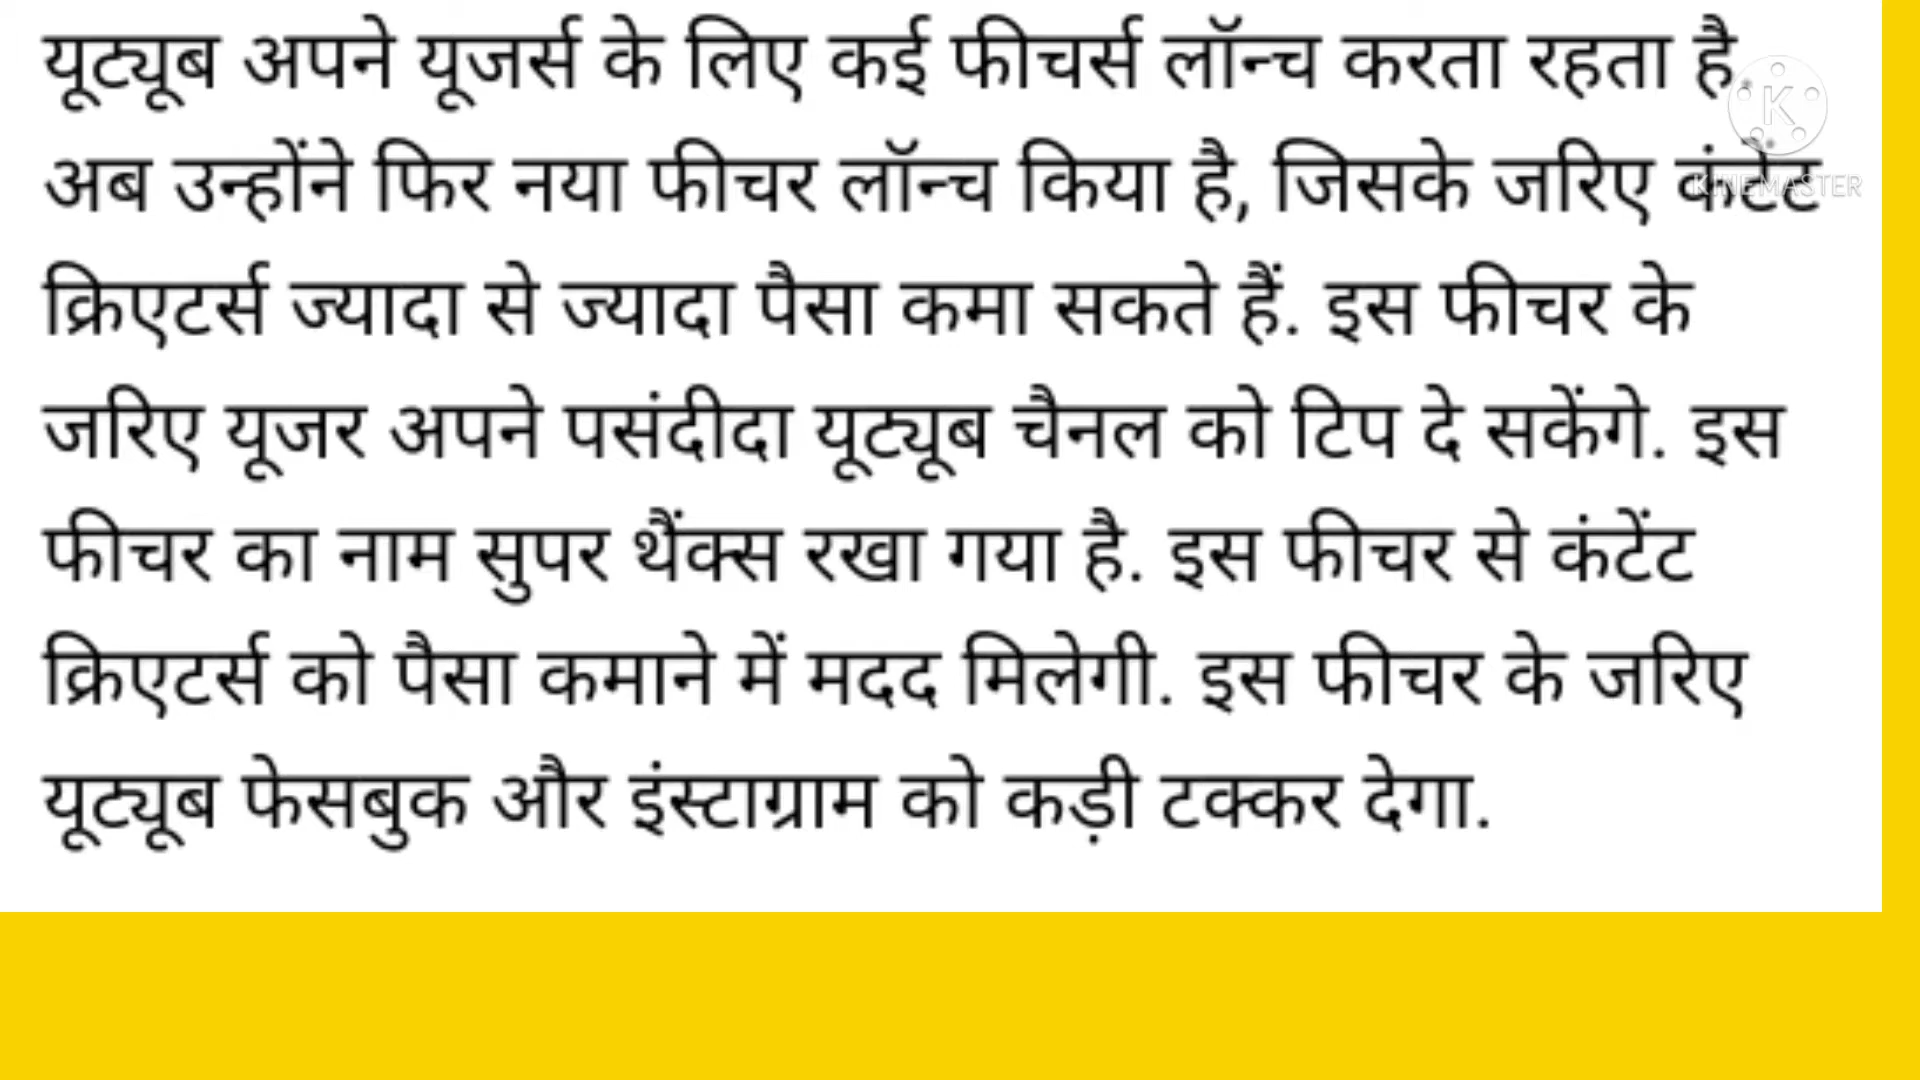 यूट्यूब अपने यूजर्स के लिए कई फीचर्स लॉन्च करता रहता है.
अब उन्होंने फिर नया फीचर लॉन्च किया है, जिसके जरिए कंटेंट
क्रिएटर्स ज्यादा से ज्यादा पैसा कमा सकते हैं. इस फीचर के
जरिए यूजर अपने पसंदीदा यूट्यूब चैनल को टिप दे सकेंगे. इस
फीचर का नाम सुपर थैंक्स रखा गया है. इस फीचर से कंटेंट
क्रिएटर्स को पैसा कमाने में मदद मिलेगी. इस फीचर के जरिए
यूट्यूब फेसबुक और इंस्टाग्राम को कड़ी टक्कर देगा.
K
KINEMASTER